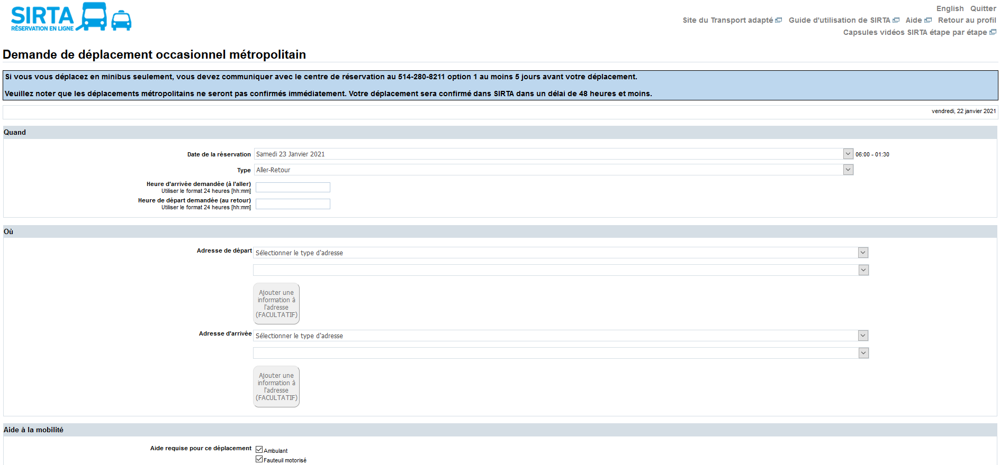 SIRTA
RÉSERVATION EN LIGNE
English Quitter
Site du Transport adapté Guide d'utilisation de SIRTA Aide Retour au profil
Capsules vidéos SIRTA étape par étape
Demande de déplacement occasionnel métropolitain
Si vous vous déplacez en minibus seulement, vous devez communiquer avec le centre de réservation au 514-280-8211 option 1 au moins 5 jours avant votre déplacement.
Veuillez noter que les déplacements métropolitains ne seront pas confirmés immédiatement. Votre déplacement sera confirmé dans SIRTA dans un délai de 48 heures et moins.
vendredi, 22 janvier 2021
Quand
Date de la réservation Samedi 23 Janvier 2021 06:00 - 01:30
Type Aller-Retour
Heure d'arrivée demandée (à l'aller)
Utiliser le format 24 heures [hh:mm]
Heure de départ demandée (au retour)
Utiliser le format 24 heures [hh:mm]
Où
Adresse de départ Sélectionner le type d'adresse
Ajouter une
information à
l'adresse
(FACULTATIF)
Adresse d'arrivée Sélectionner le type d'adresse
Ajouter une
information à
l'adresse
(FACULTATIF)
Aide à la mobilité
Aide requise pour ce déplacement Ambulant
Fauteuil motorisé